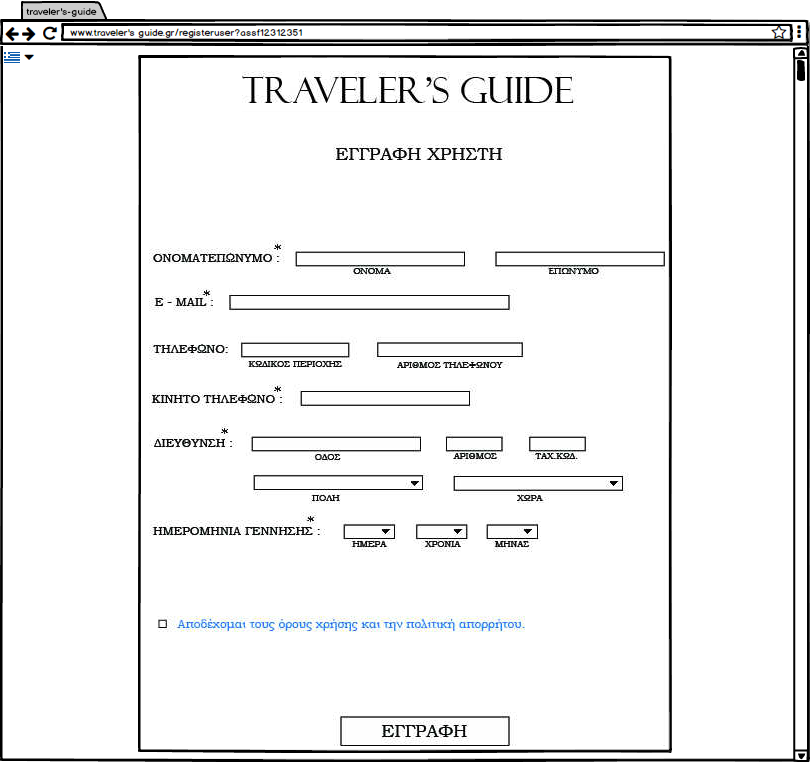 traveler's-guide
www.traveler's guide.gr/registeruser?assf12312351
TRAVELER'S GUIDE
ΕΓΓΡΑΦΗ ΧΡΗΣΤΗ
ΟΝΟΜΑΤΕΠΩΝΥΜΟ * :
ΟΝΟΜΑ ΕΠΩΝΥΜΟ
E - MAIL * :
ΤΗΛΕΦΩΝΟ:
ΚΩΔΙΚΟΣ ΠΕΡΙΟΧΗΣ ΑΡΙΘΜΟΣ ΤΗΛΕΦΩΝΟΥ
ΚΙΝΗΤΟ ΤΗΛΕΦΩΝΟ * :
ΔΙΕΥΘΥΝΣΗ * :
ΟΔΟΣ ΑΡΙΘΜΟΣ ΤΑΧ.ΚΩΔ.
ΠΟΛΗ ΧΩΡΑ
ΗΜΕΡΟΜΗΝΙΑ ΓΕΝΝΗΣΗΣ * :
ΗΜΕΡΑ ΧΡΟΝΙΑ ΜΗΝΑΣ
Αποδέχομαι τους όρους χρήσης και την πολιτική απορρήτου.
ΕΓΓΡΑΦΗ